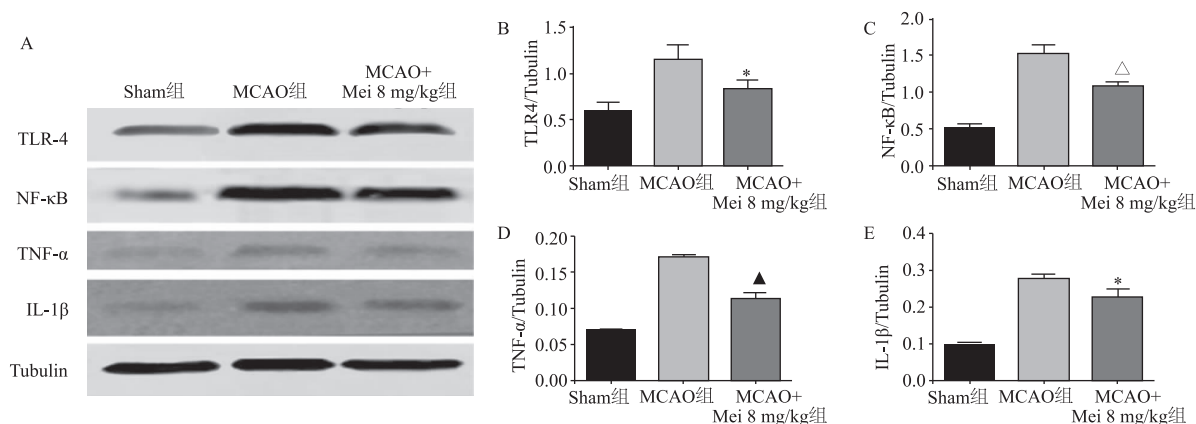 A
Sham组
MCAO组
MCAO+
Mei 8 mg/kg组
TLR-4
NF-κB
TNF-α
IL-1β
Tubulin
B
TLR4/Tubulin
1.5
1.0
0.5
0.0
*
Sham组
MCAO组
MCAO+
Mei 8 mg/kg组
C
NF-κB/Tubulin
2.0
1.5
1.0
0.5
0.0
△
Sham组
MCAO组
MCAO+
Mei 8 mg/kg组
D
TNF-α/Tubulin
0.20
0.15
0.10
0.05
0.00
▲
Sham组
MCAO组
MCAO+
Mei 8 mg/kg组
E
IL-1β/Tubulin
0.4
0.3
0.2
0.1
0.0
*
Sham组
MCAO组
MCAO+
Mei 8 mg/kg组